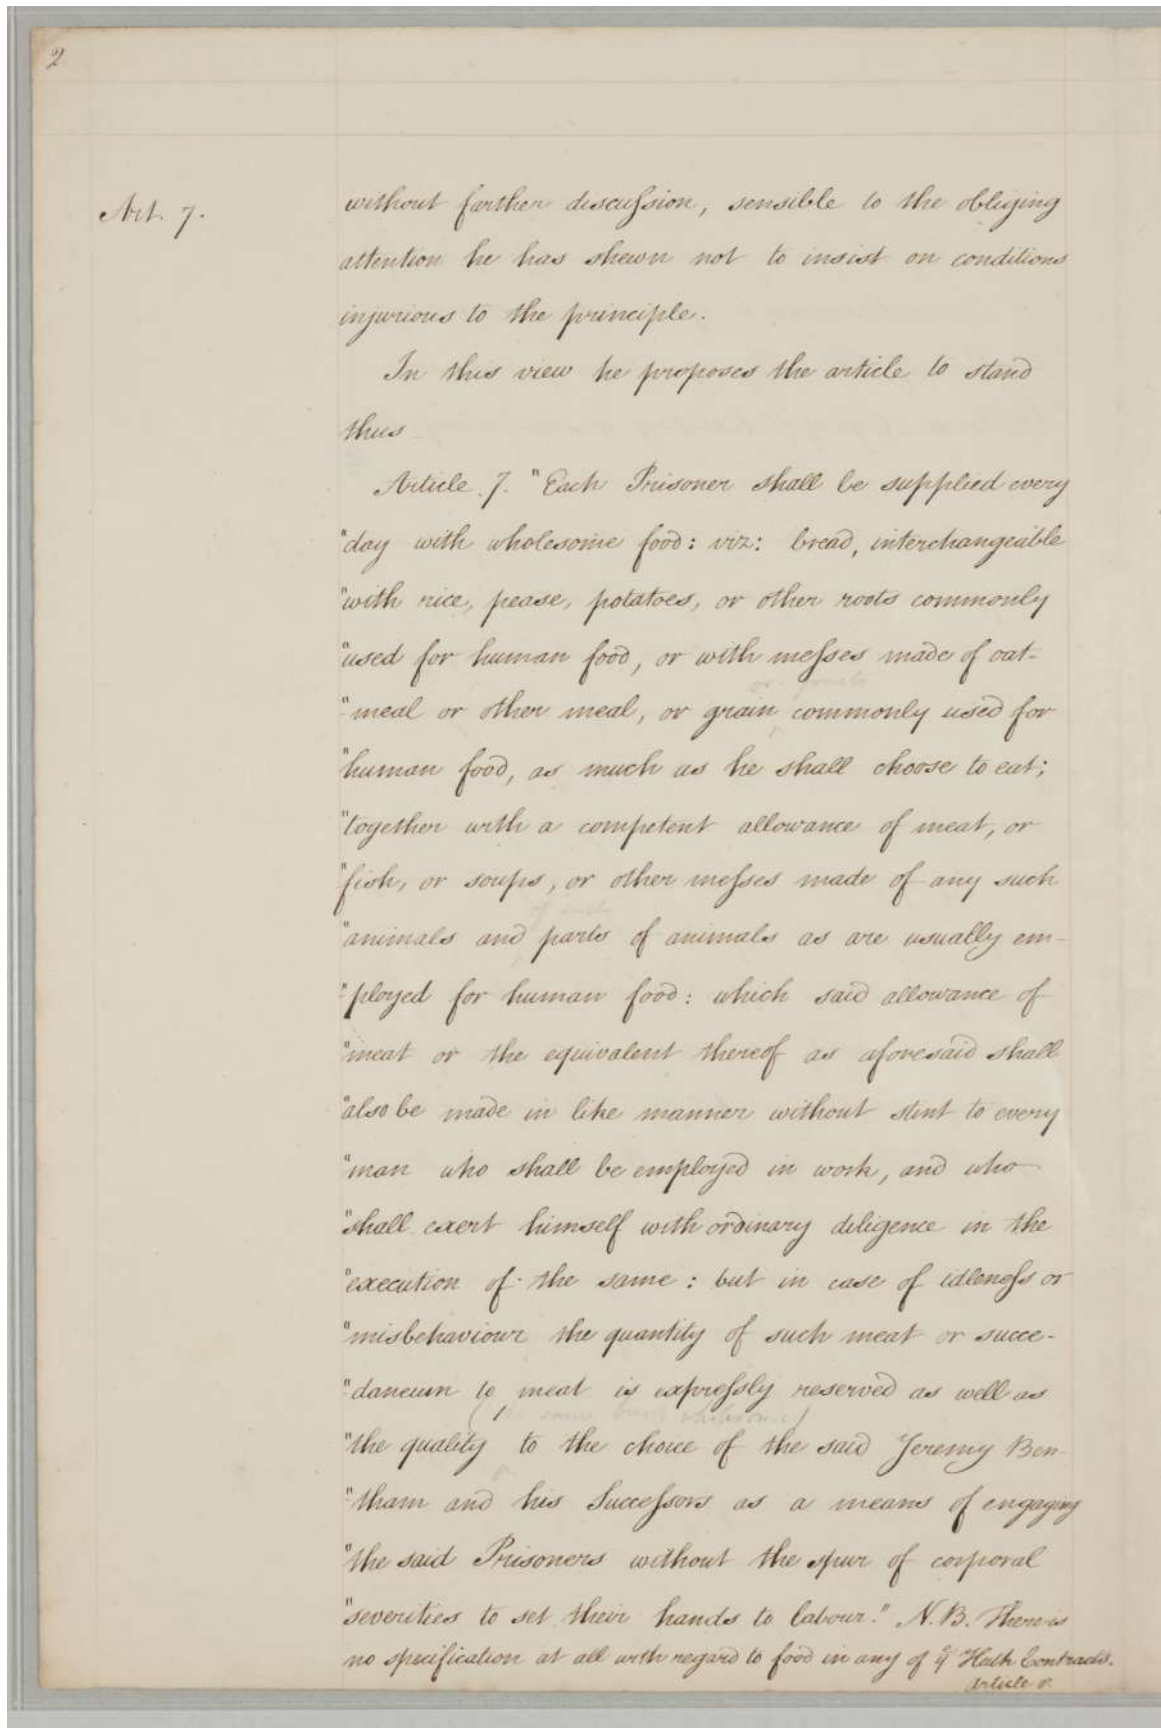 2
Art. 7.
without farther discuſsion, sensible to the obliging
attention he has shewn not to insist on conditions
injurious to the principle.
In this view he proposes the article to stand
thus
Article 7. "Each Prisoner shall be supplied every
"day with wholesome food: viz: bread, interchangeable
"with rice, pease, potatoes, or other roots commonly
"used for human food, or with meſses made of oat-
or fruits
"meal or other meal, or grain commonly used for
"human food, as much as he shall choose to eat;
"together with a competent allowance of meat, or
"fish, or soups, or other meſses made of any such
"animals and parts of animals as are usually em-
"ployed for human food: which said allowance of
"meat or the equivalent thereof as aforesaid shall
"also be made in like manner without stint to every
"man who shall be employed in work, and who
"shall exert himself with ordinary diligence in the
"execution of the same: but in case of idleneſs or
"misbehaviour the quantity of such meat or succe-
"daneum to meat is expreſsly reserved as well as
(the same being wholesome)
"the quality to the choice of the said Jeremy Ben-
"tham and his Succeſsors as a means of engaging
"the said Prisoners without the spur of corporal
"severities to set their hands to labour." N.B. There is
no specification at all with regard to food in any of yᵉ Hulk Contracts.
Article